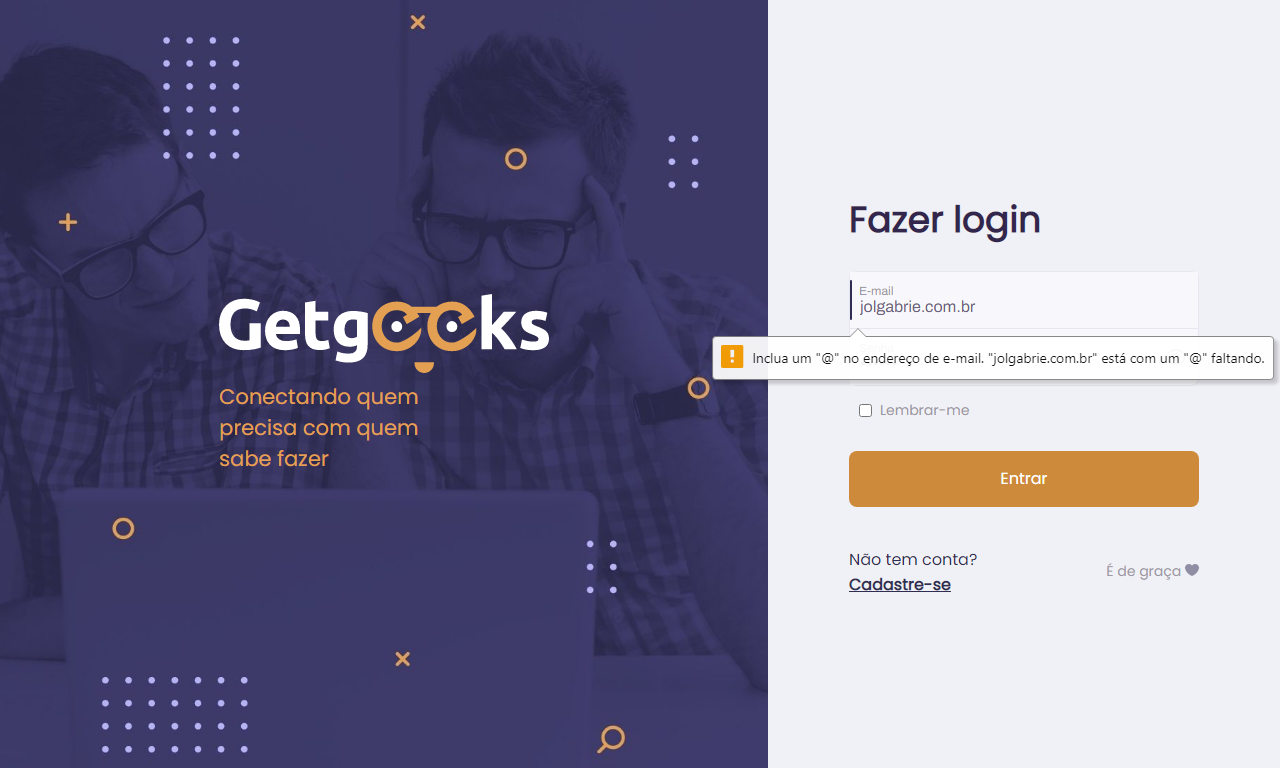 Getgeeks
Conectando quem
precisa com quem
sabe fazer
Fazer login
E-mail
jolgabrie.com.br
Inclua um "@" no endereço de e-mail. "jolgabrie.com.br" está com um "@" faltando.
Lembrar-me
Entrar
Não tem conta?
Cadastre-se
É de graça